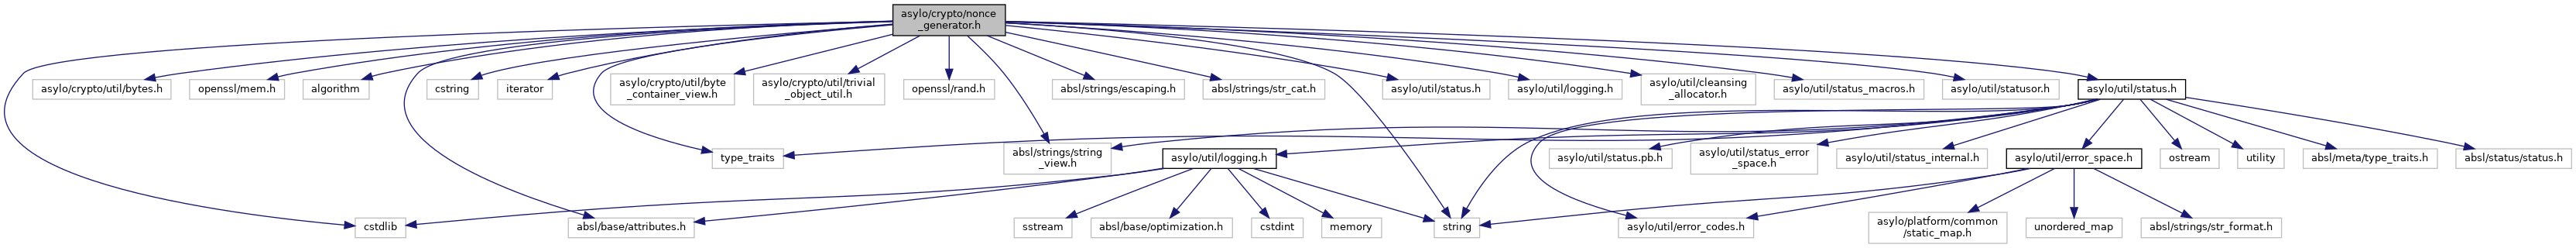 asylo/crypto/nonce
_generator.h
asylo/crypto/util/bytes.h
openssl/mem.h
algorithm
cstring
iterator
asylo/crypto/util/byte
_container_view.h
asylo/crypto/util/trivial
_object_util.h
openssl/rand.h
absl/strings/escaping.h
absl/strings/str_cat.h
asylo/util/status.h
asylo/util/logging.h
asylo/util/cleansing
_allocator.h
asylo/util/status_macros.h
asylo/util/statusor.h
asylo/util/status.h
type_traits
absl/strings/string
_view.h
asylo/util/logging.h
asylo/util/status.pb.h
asylo/util/status_error
_space.h
asylo/util/status_internal.h
asylo/util/error_space.h
ostream
utility
absl/meta/type_traits.h
absl/status/status.h
cstdlib
absl/base/attributes.h
sstream
absl/base/optimization.h
cstdint
memory
string
asylo/util/error_codes.h
asylo/platform/common
/static_map.h
unordered_map
absl/strings/str_format.h